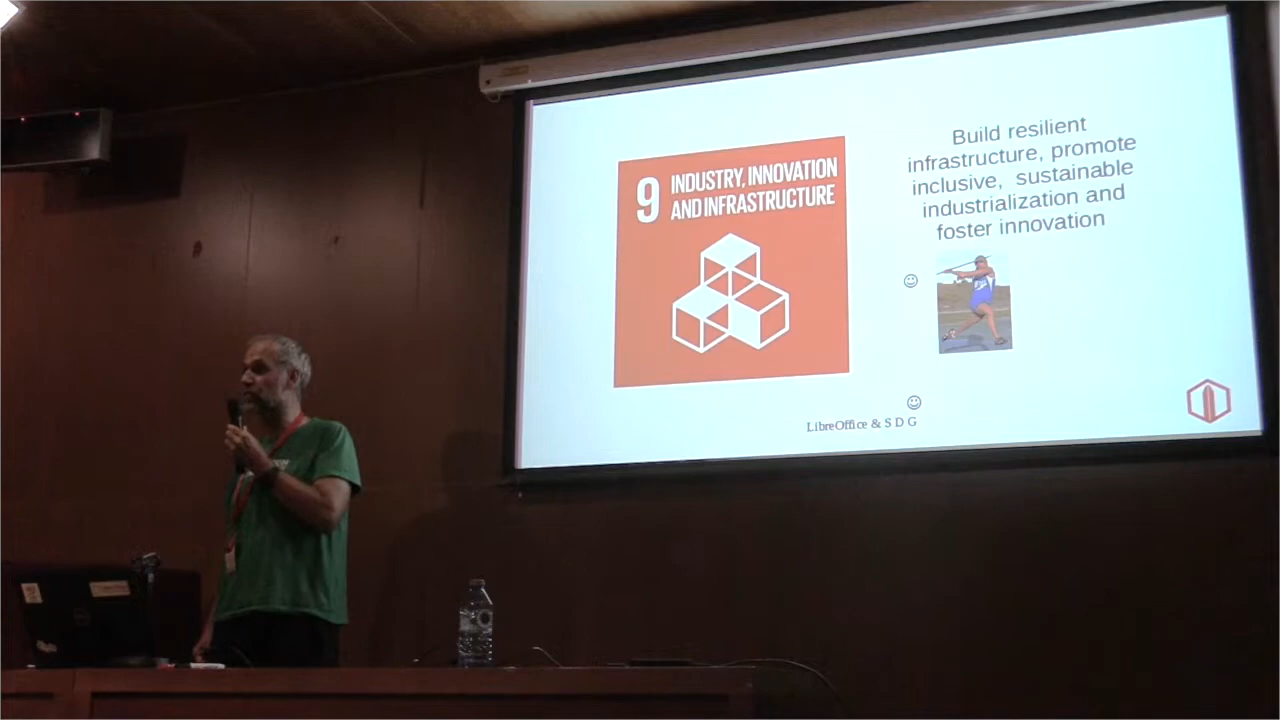 9 INDUSTRY, INNOVATION
AND INFRASTRUCTURE
Build resilient
infrastructure, promote
inclusive, sustainable
industrialization and
foster innovation
LibreOffice & S D G